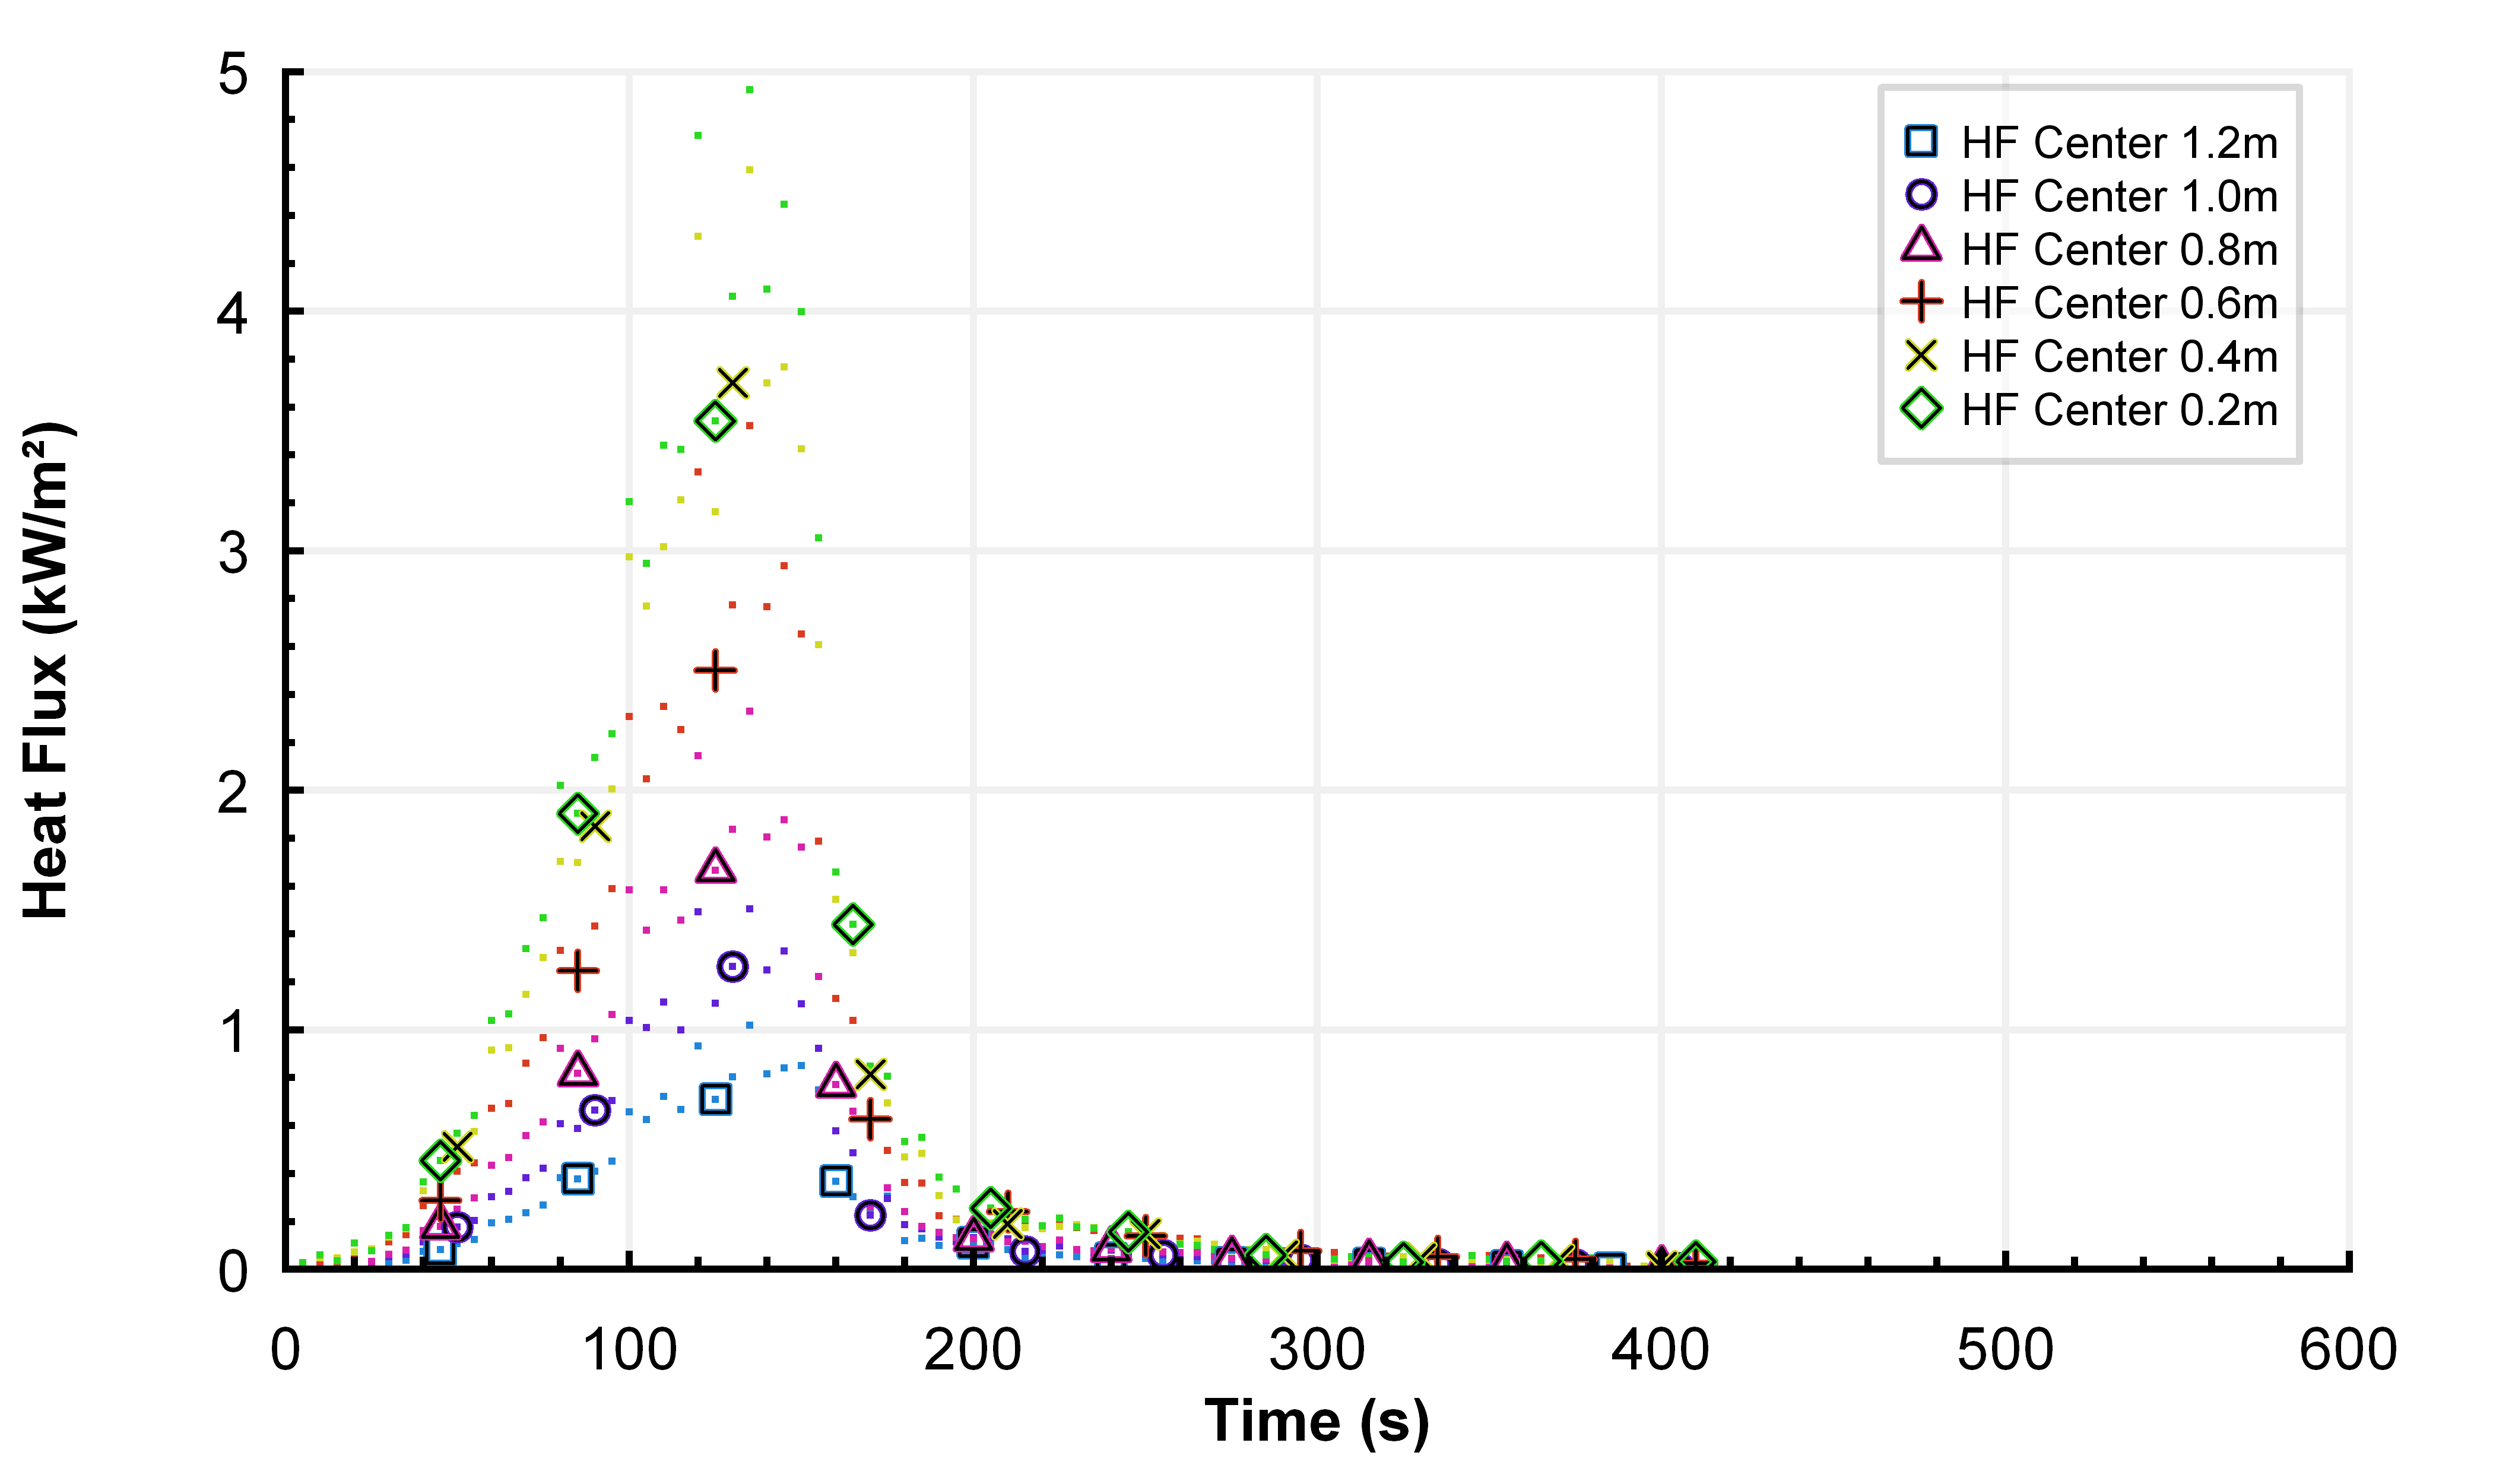 5
4
3
2
1
0
Heat Flux (kW/m²)
HF Center 1.2m
HF Center 1.0m
HF Center 0.8m
HF Center 0.6m
HF Center 0.4m
HF Center 0.2m
0 100 200 300 400 500 600
Time (s)